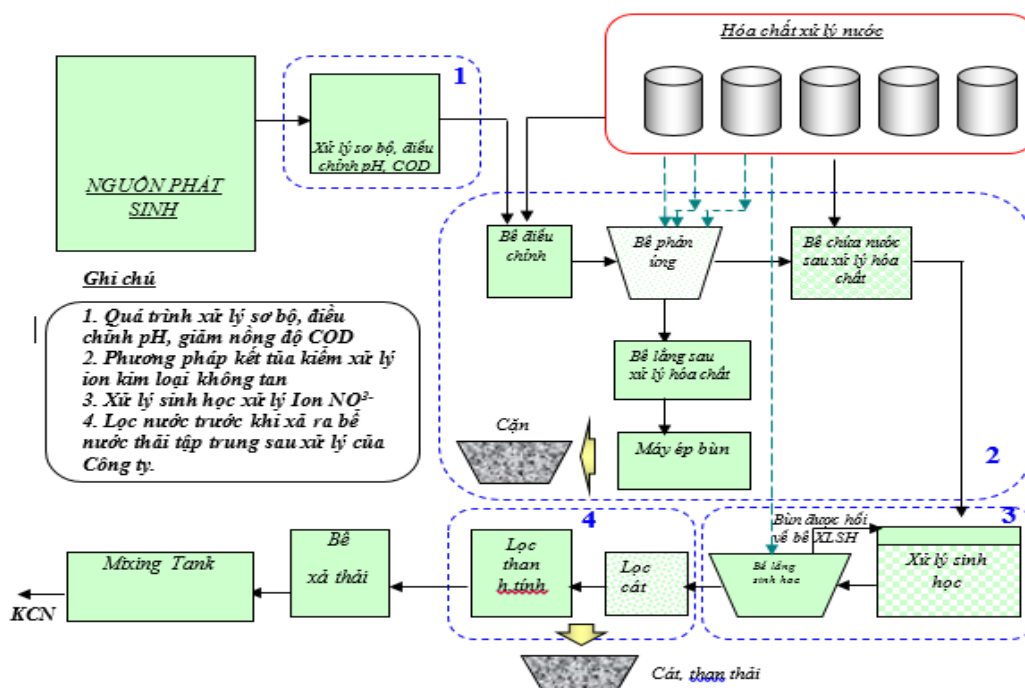 Hóa chất xử lý nước
1
Xử lý sơ bộ, điều
chỉnh pH, COD
NGUỒN PHÁT
SINH
Bể điều
chỉnh
Bể phản
ứng
Bể chứa nước
sau xử lý hóa
chất
Ghi chú
1. Quá trình xử lý sơ bộ, điều
chỉnh pH, giảm nồng độ COD
2. Phương pháp kết tủa kiềm xử lý
ion kim loại không tan
3. Xử lý sinh học xử lý Ion NO³⁻
4. Lọc nước trước khi xả ra bể
nước thải tập trung sau xử lý của
Công ty.
Bể lắng sau
xử lý hóa chất
Cặn
Máy ép bùn
2
4
Bùn được hồi
về bể XLSH
3
Mixing Tank
Bể
xả thải
Lọc
than
h.tính
Lọc
cát
Bể lắng
sinh học
Xử lý sinh
học
KCN
Cát, than thải